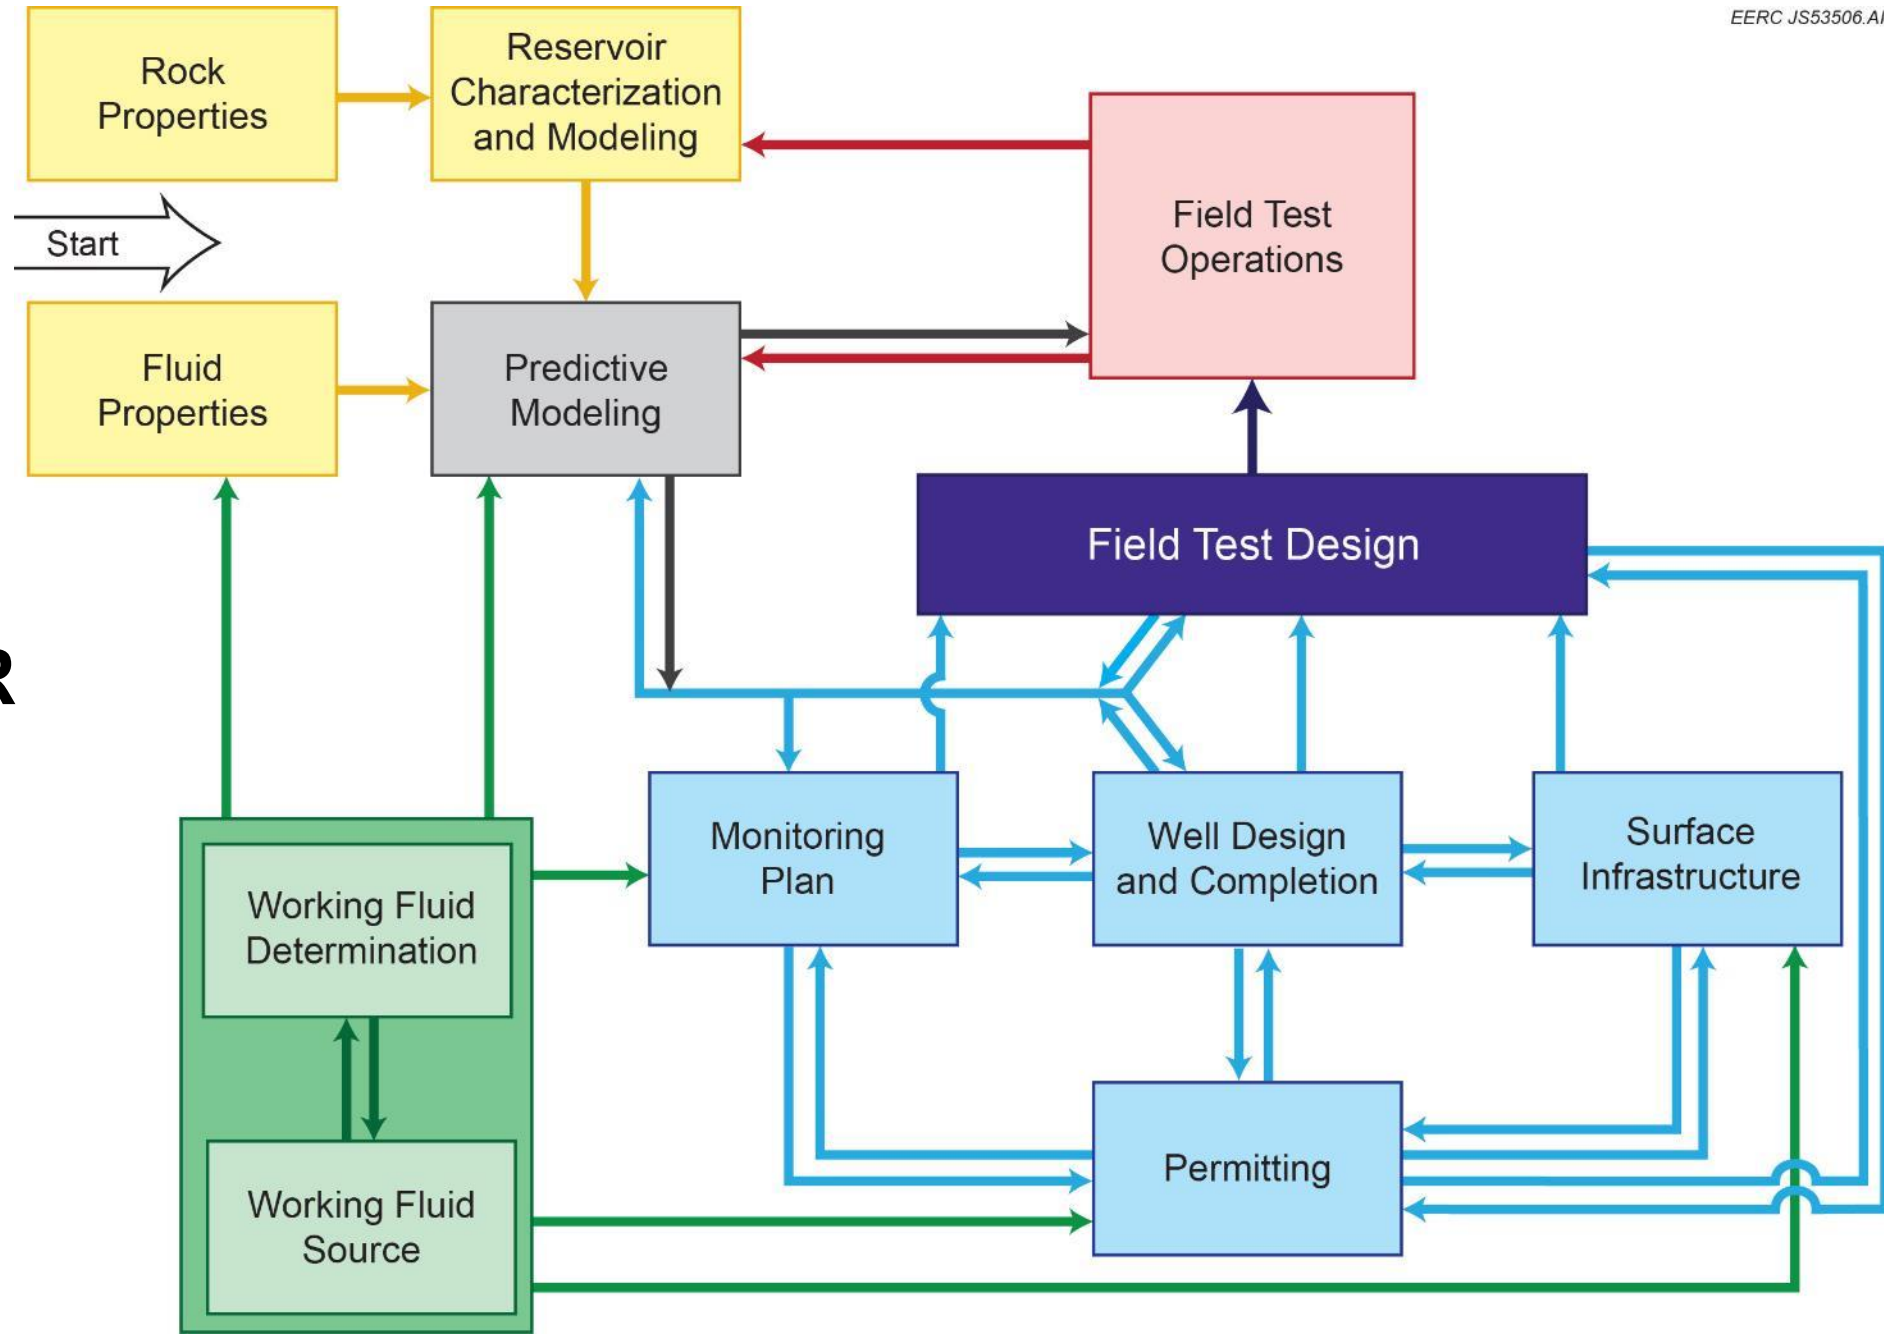 EERC JS53506.AI
Rock
Properties
Reservoir
Characterization
and Modeling
Start
Field Test
Operations
Fluid
Properties
Predictive
Modeling
Field Test Design
R
Monitoring
Plan
Well Design
and Completion
Surface
Infrastructure
Working Fluid
Determination
Permitting
Working Fluid
Source